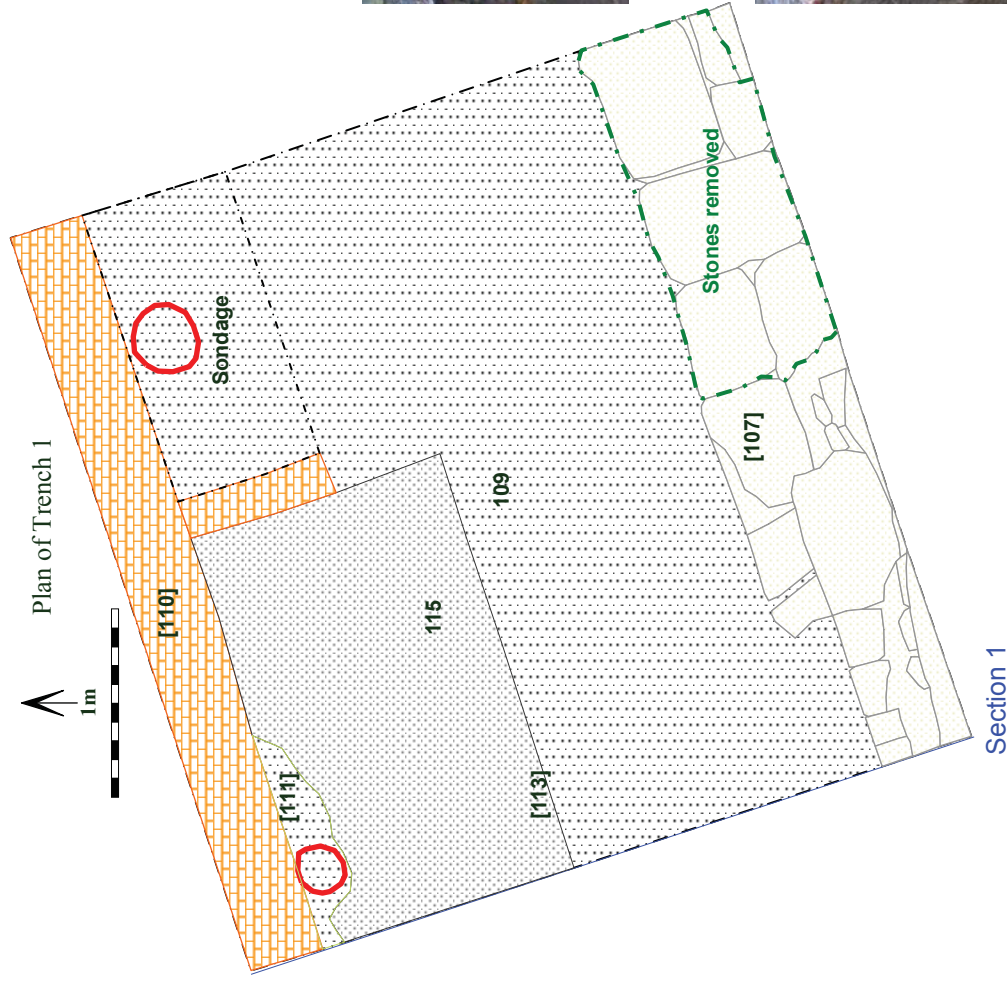 Plan of Trench 1
1m
[110]
Sondage
[111]
115
109
[113]
Stones removed
[107]
Section 1